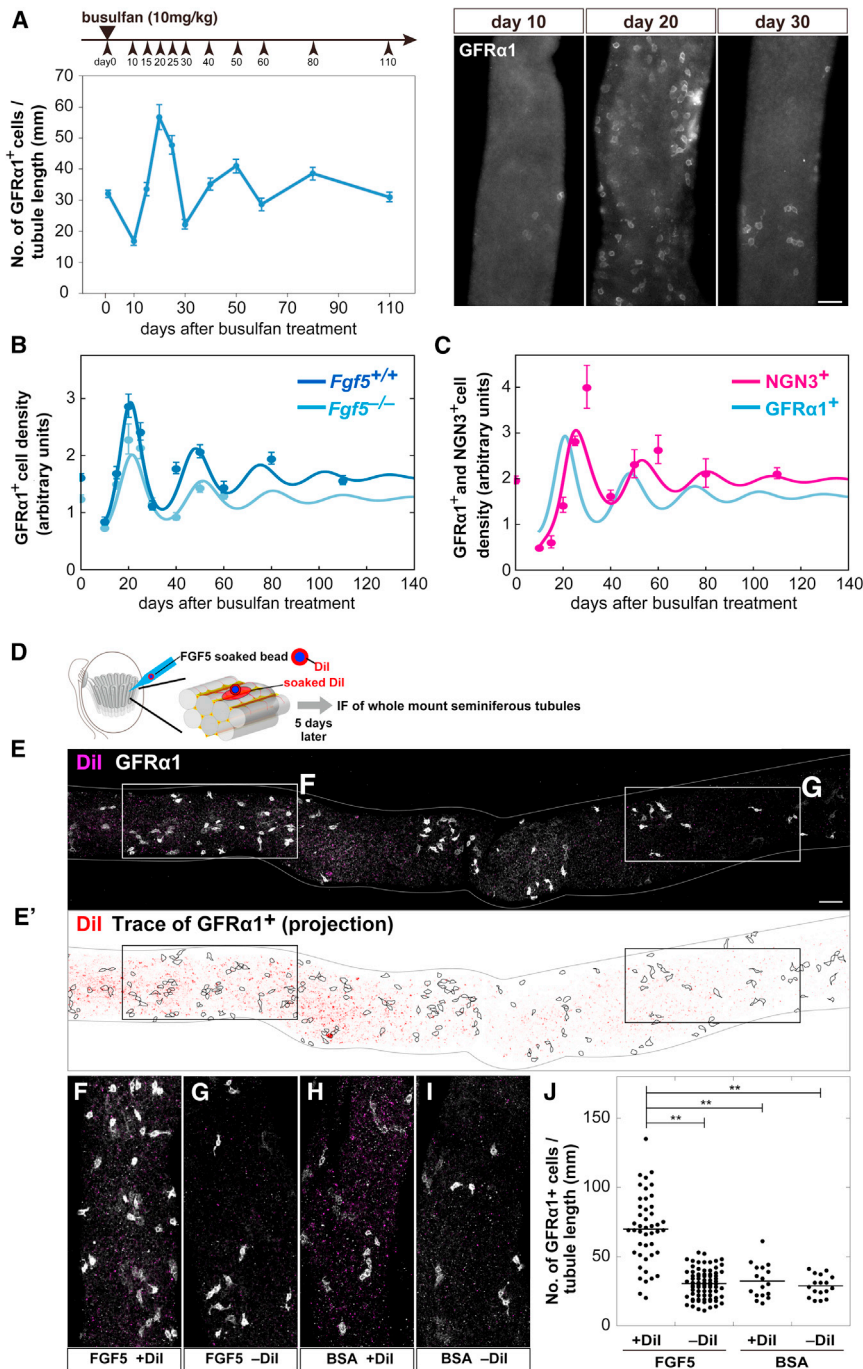 A
busulfan (10mg/kg)
day0 10 15 20 25 30 40 50 60 80 110
No. of GFRα1+ cells /
tubule length (mm)
70
60
50
40
30
20
10
0
0 10 20 30 40 50 60 70 80 90 110
days after busulfan treatment
day 10 day 20 day 30
GFRα1
B
GFRα1+ cell density
(arbitrary units)
3
2
1
0
Fgf5+/+
Fgf5–/–
0 20 40 60 80 100 120 140
days after busulfan treatment
C
GFRα1+ and NGN3+ cell
density (arbitrary units)
4
3
2
1
0
NGN3+
GFRα1+
0 20 40 60 80 100 120 140
days after busulfan treatment
D
FGF5 soaked bead
DiI
soaked DiI
5 days
later
IF of whole mount seminiferous tubules
E
DiI GFRα1
F
G
E’
DiI Trace of GFRα1+ (projection)
F G H I
FGF5 +DiI FGF5 –DiI BSA +DiI BSA –DiI
J
No. of GFRα1+ cells /
tubule length (mm)
150
100
50
0
**
**
**
+DiI –DiI +DiI –DiI
FGF5 BSA